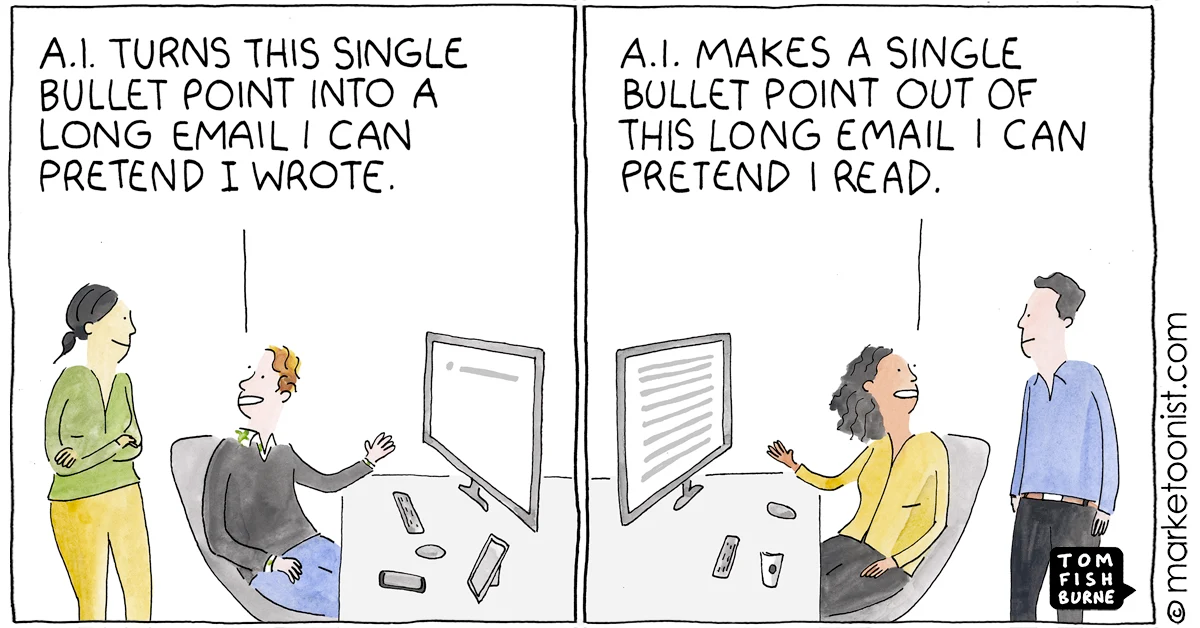 A.I. TURNS THIS SINGLE
BULLET POINT INTO A
LONG EMAIL I CAN
PRETEND I WROTE.
A.I. MAKES A SINGLE
BULLET POINT OUT OF
THIS LONG EMAIL I CAN
PRETEND I READ.
TOM
FISH
BURNE
© marketoonist.com